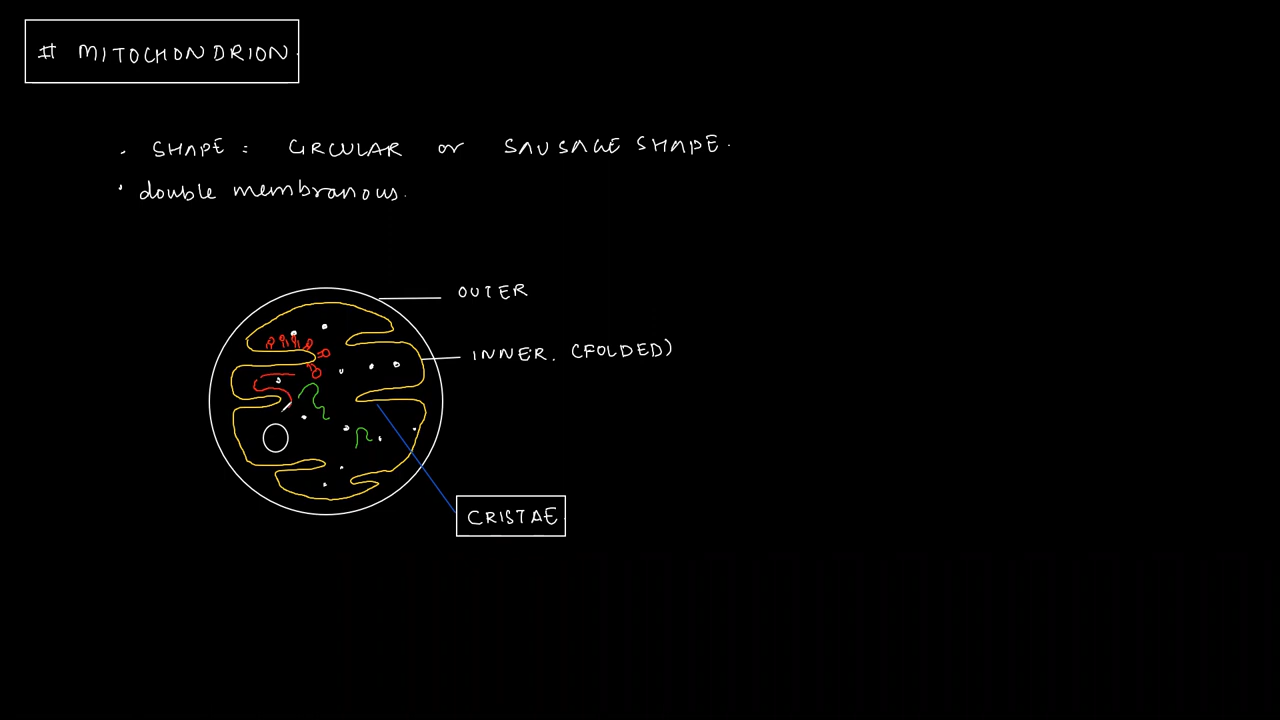 # MITOCHONDRION.
. SHAPE : CIRCULAR or SAUSAGE SHAPE.
. double membranous.
OUTER
INNER. (FOLDED)
CRISTAE.